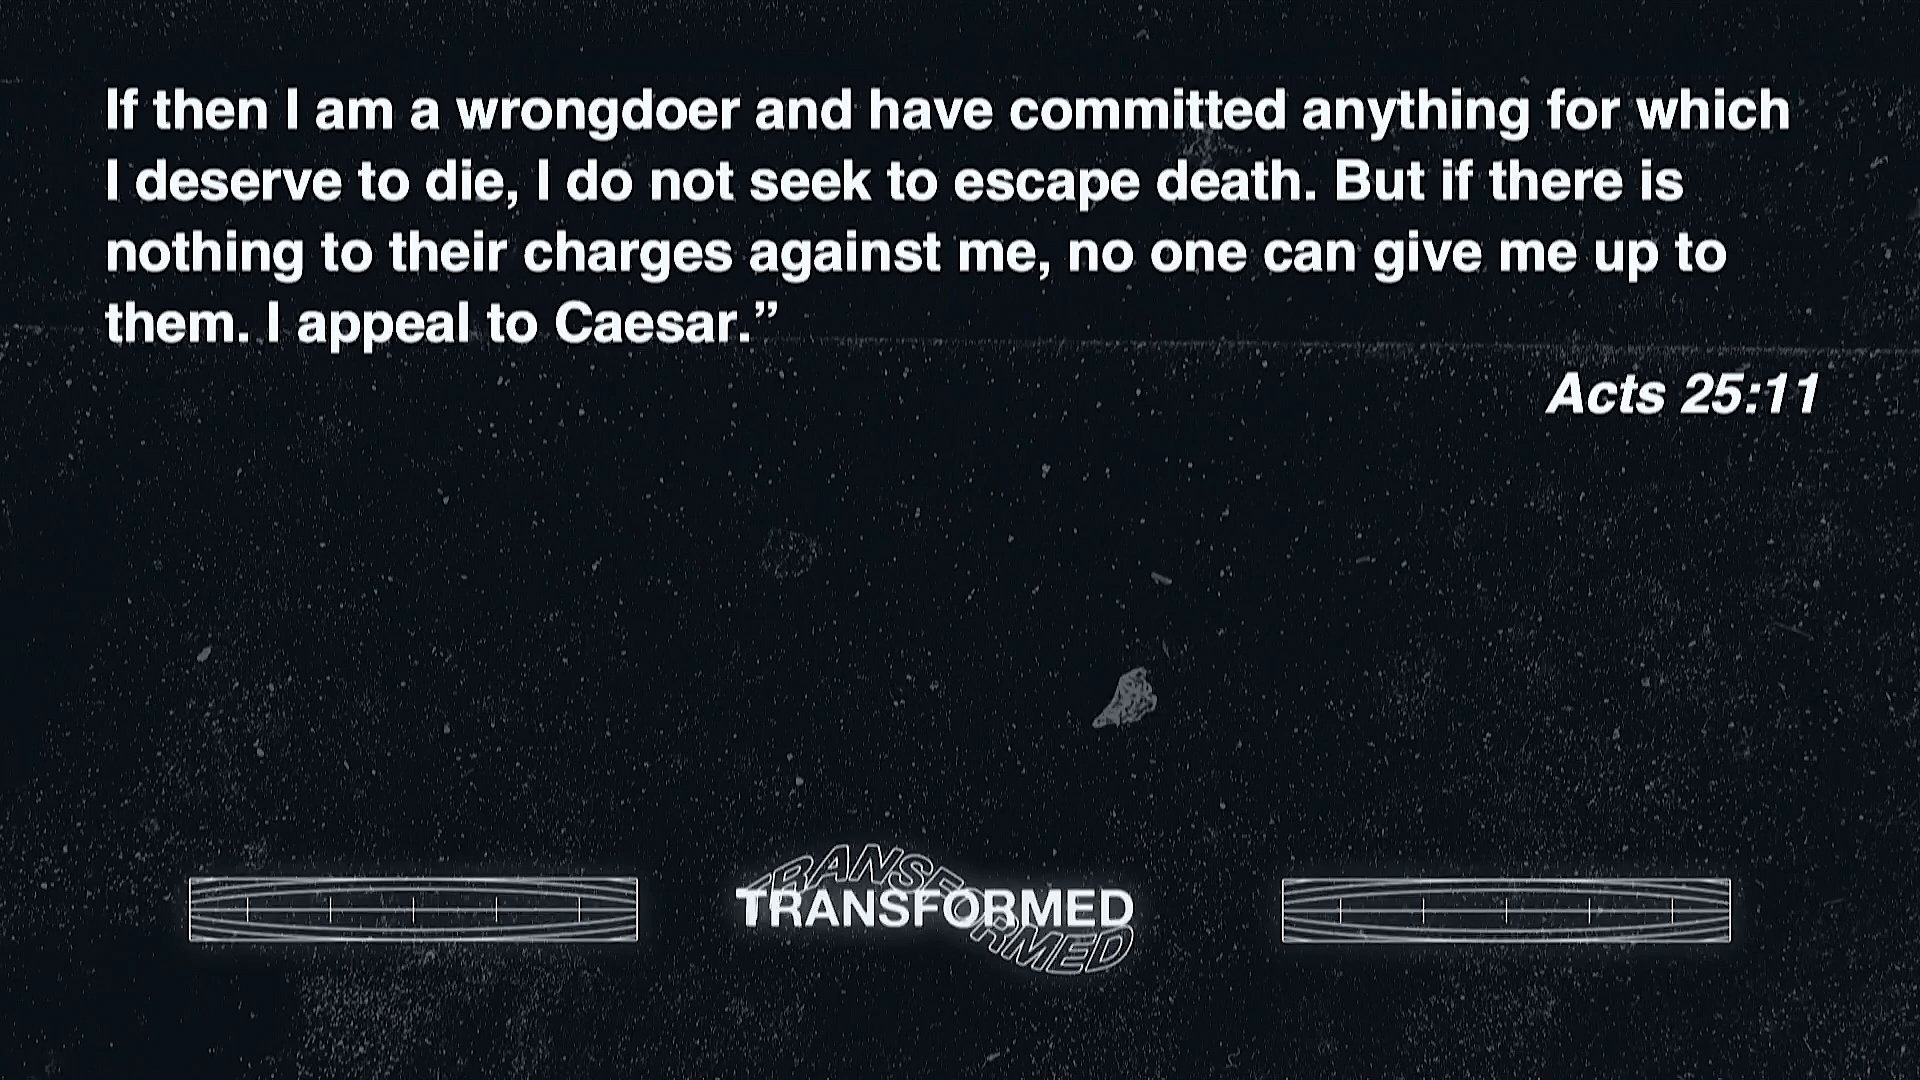 If then I am a wrongdoer and have committed anything for which
I deserve to die, I do not seek to escape death. But if there is
nothing to their charges against me, no one can give me up to
them. I appeal to Caesar.”
Acts 25:11
TRANSFORMED
TRANSFORMED